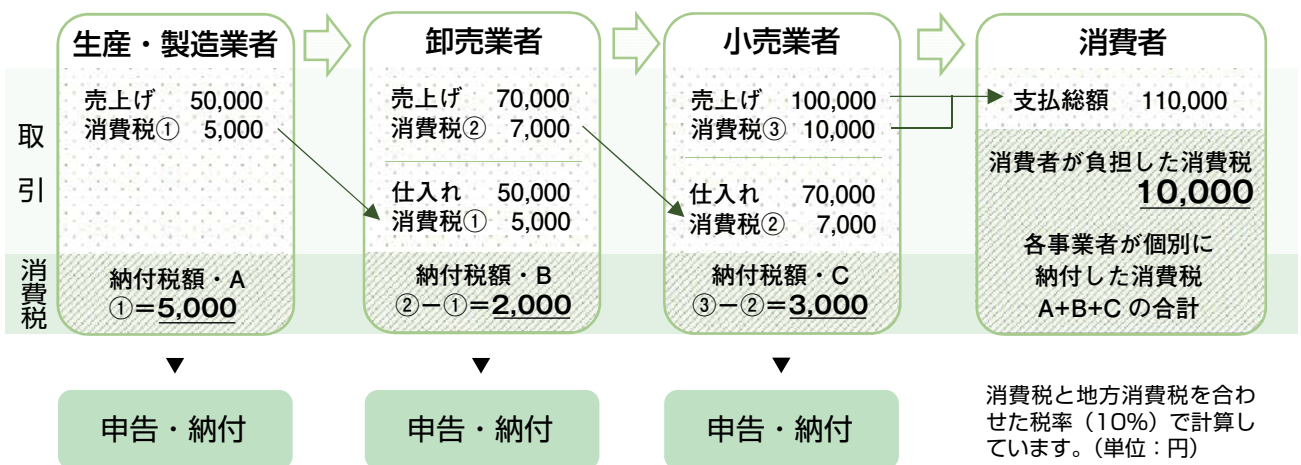 生産・製造業者
卸売業者
小売業者
消費者
取引
売上げ 50,000
消費税① 5,000
売上げ 70,000
消費税② 7,000
仕入れ 50,000
消費税① 5,000
売上げ 100,000
消費税③ 10,000
仕入れ 70,000
消費税② 7,000
支払総額 110,000
消費者が負担した消費税
10,000
各事業者が個別に
納付した消費税
A+B+C の合計
消費税
納付税額・A
①＝5,000
納付税額・B
②－①＝2,000
納付税額・C
③－②＝3,000
▼
▼
▼
申告・納付
申告・納付
申告・納付
消費税と地方消費税を合わ
せた税率（10%）で計算し
ています。（単位：円）